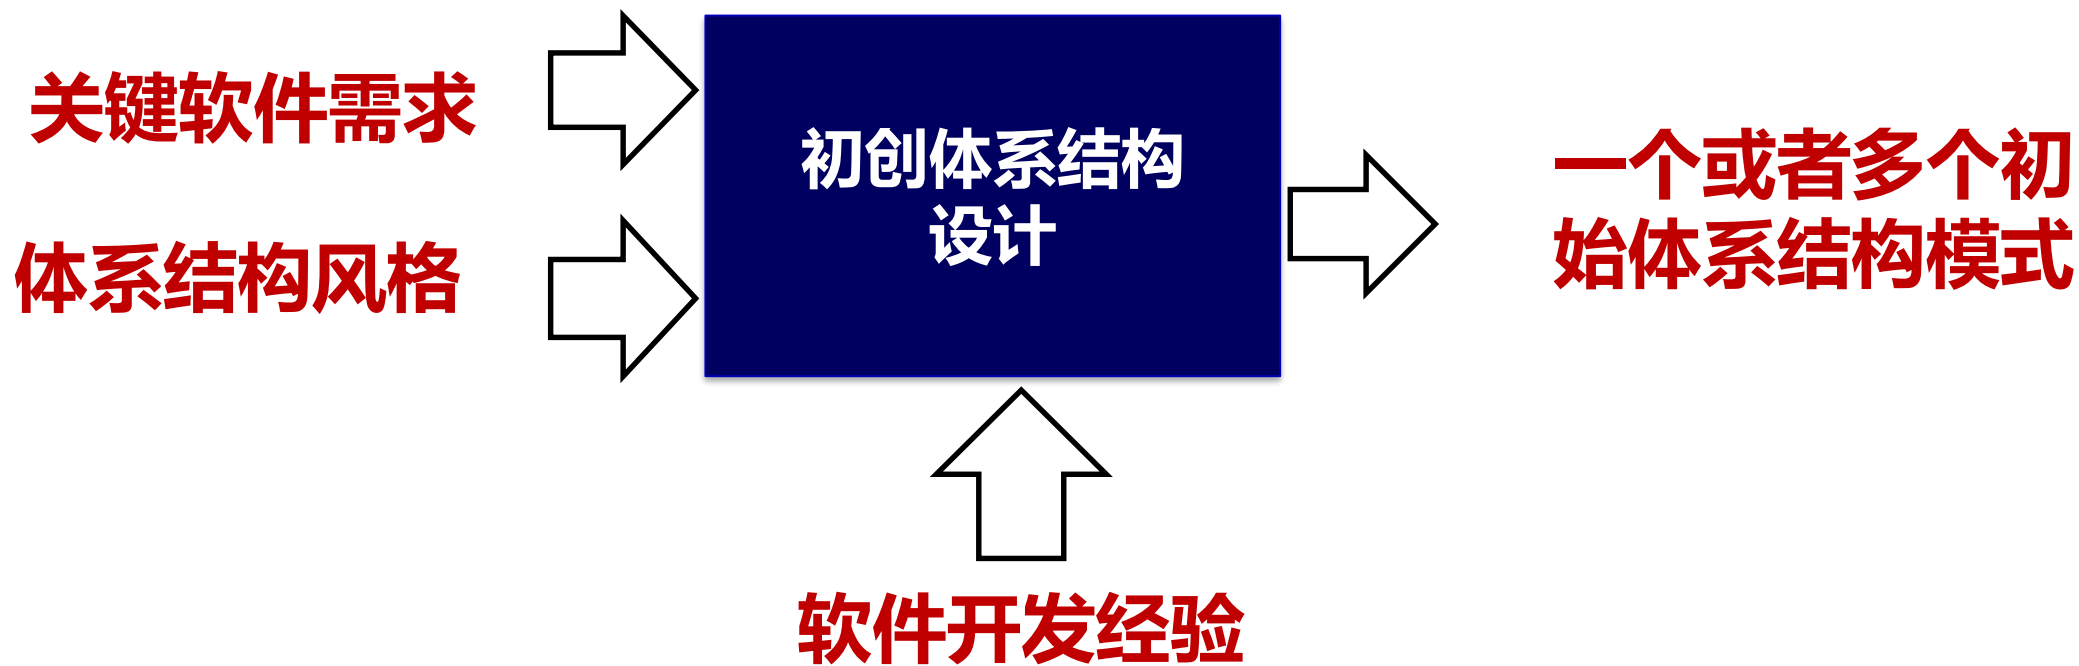 关键软件需求
体系结构风格
初创体系结构
设计
软件开发经验
一个或者多个初
始体系结构模式